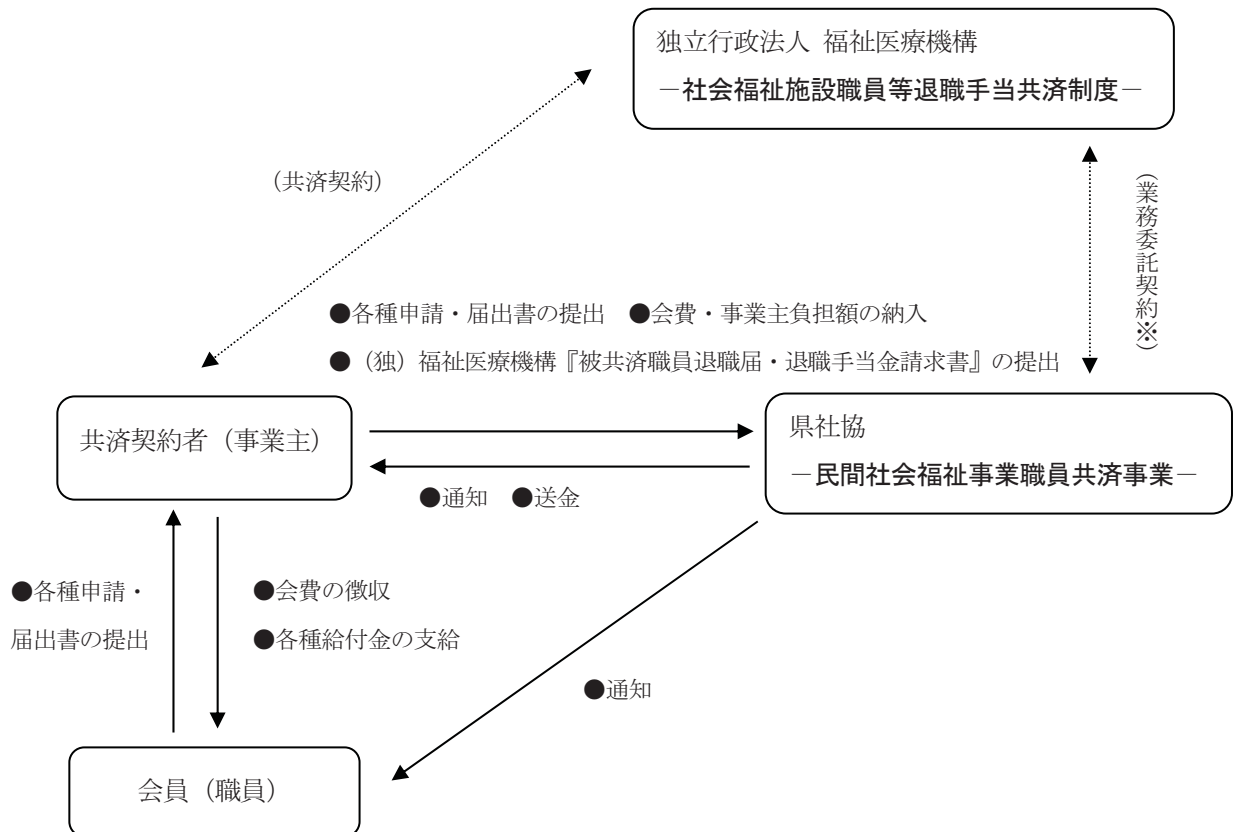 独立行政法人 福祉医療機構
－社会福祉施設職員等退職手当共済制度－
（共済契約）
（業務委託契約※）
●各種申請・届出書の提出　●会費・事業主負担額の納入
●（独）福祉医療機構『被共済職員退職届・退職手当金請求書』の提出
共済契約者（事業主）
県社協
－民間社会福祉事業職員共済事業－
●通知　●送金
●各種申請・
届出書の提出
●会費の徴収
●各種給付金の支給
●通知
会員（職員）